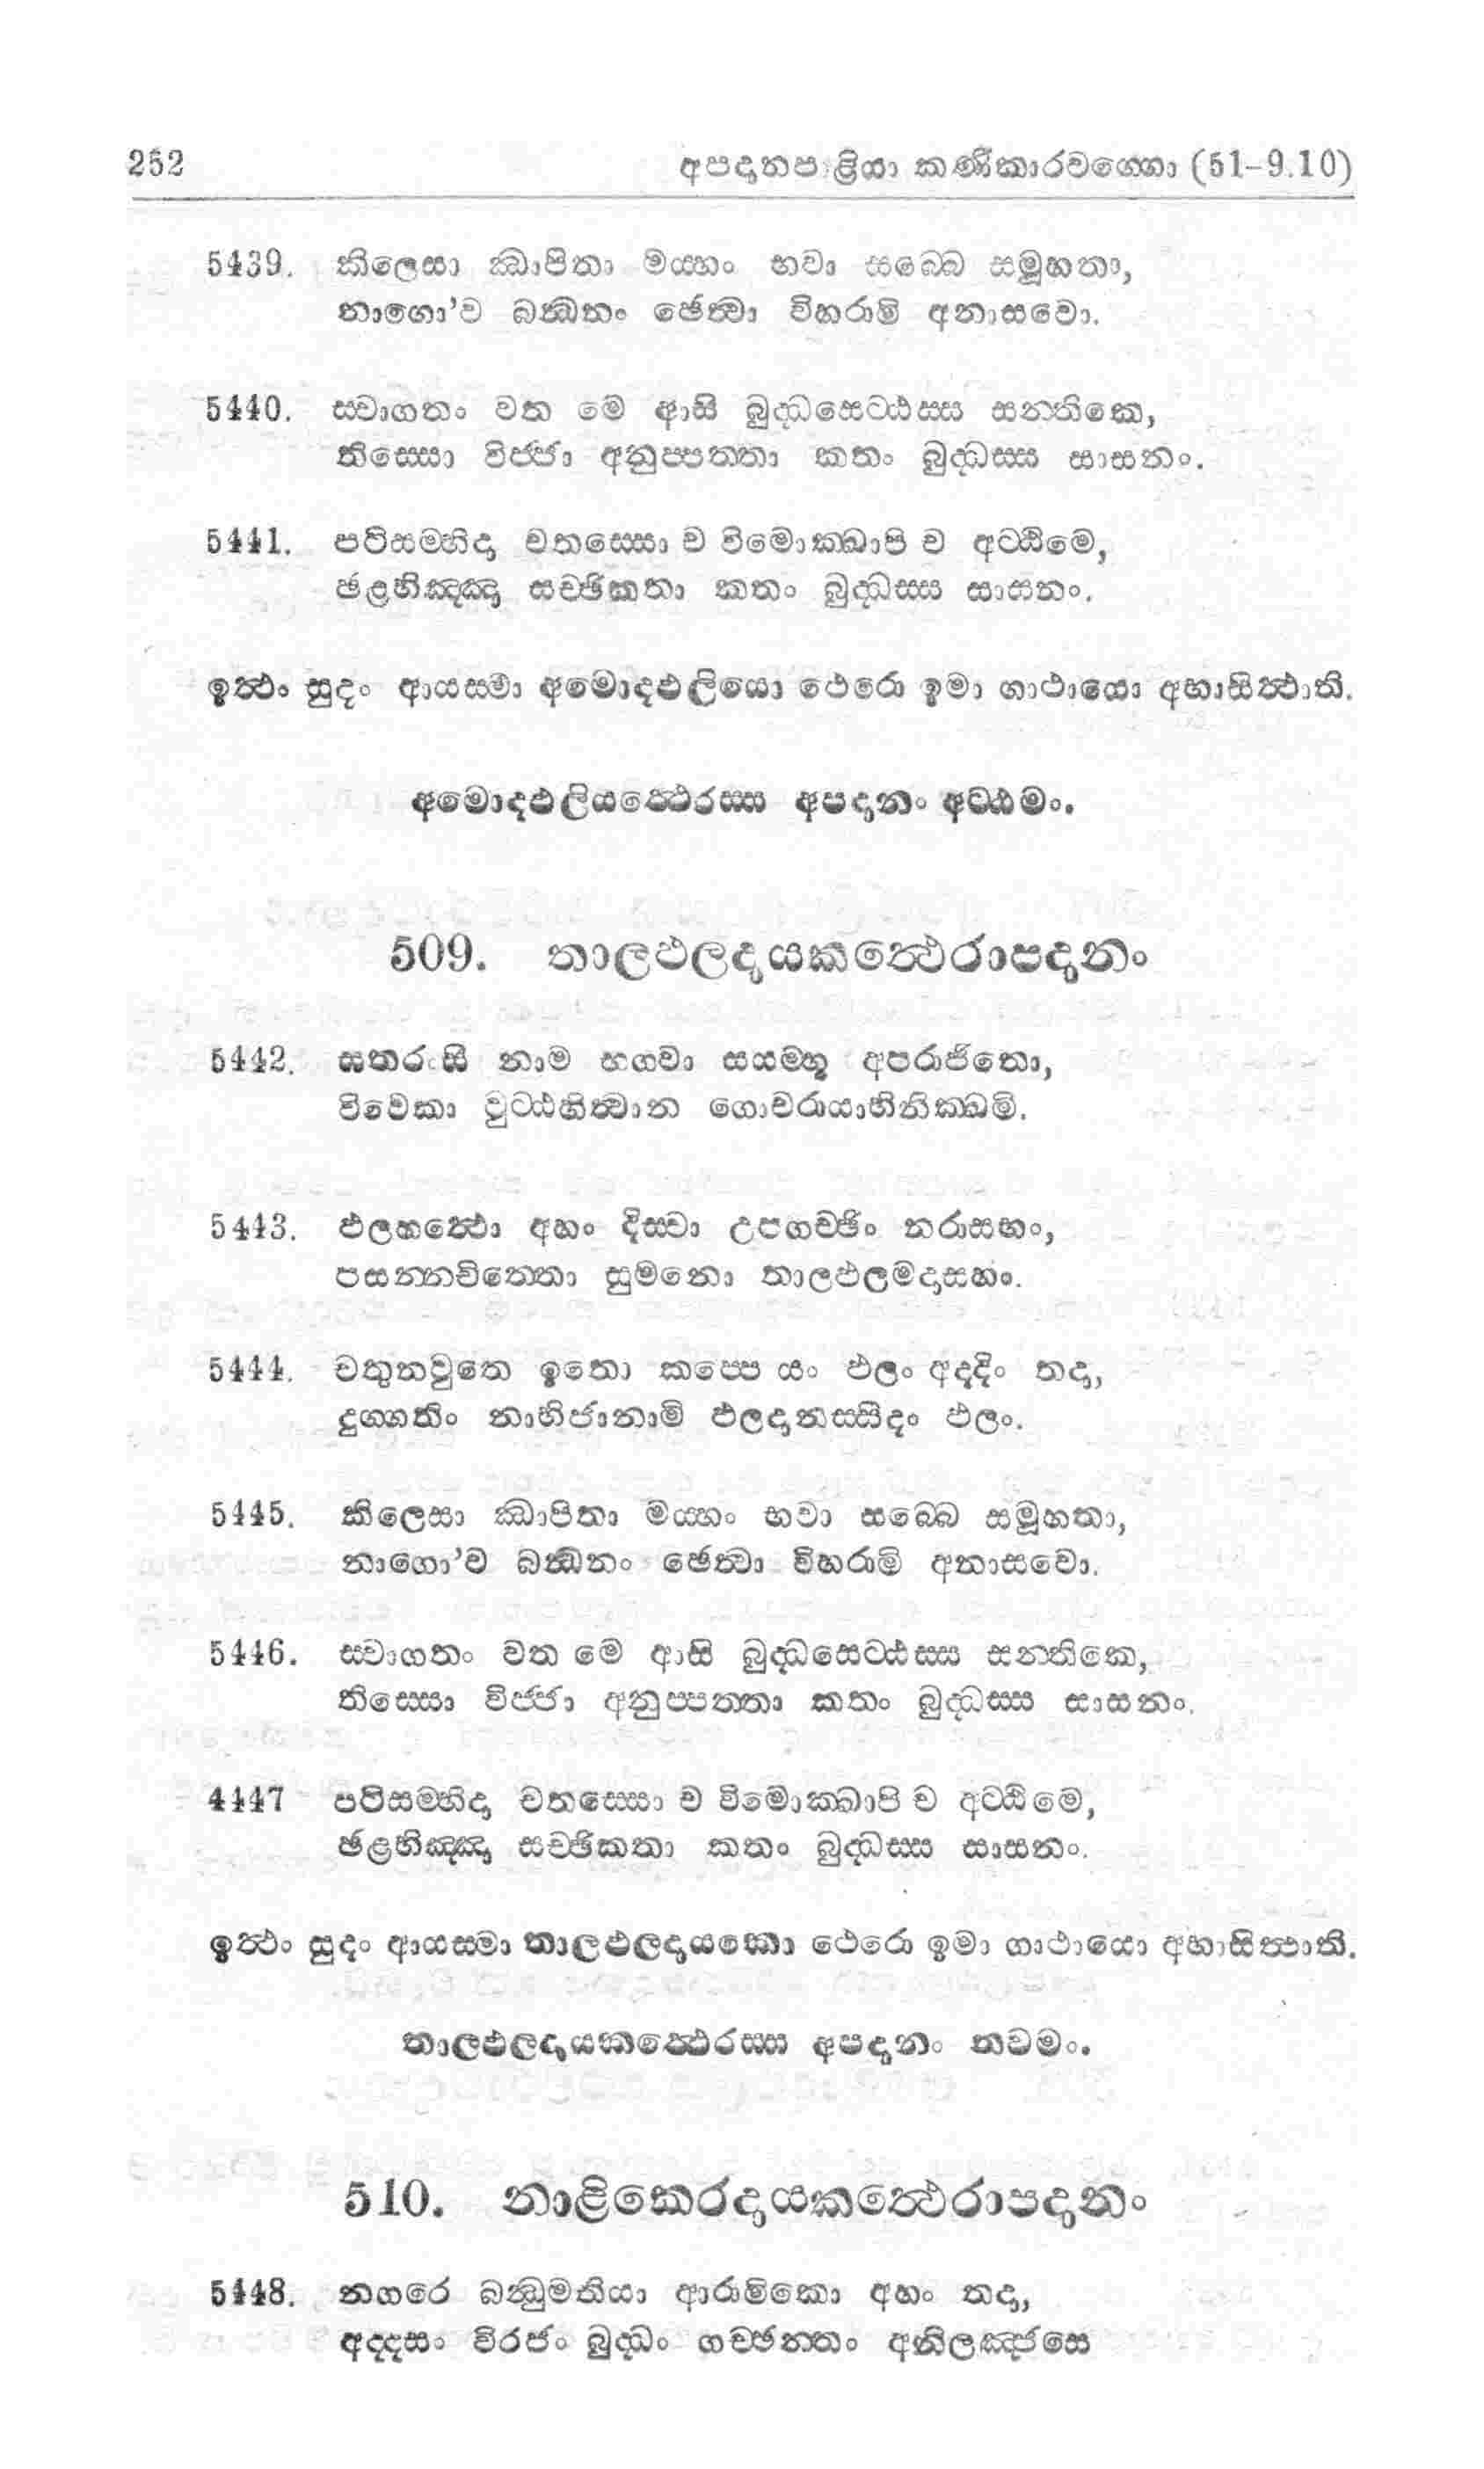 252 අපදානපාළියා කණිකාරවග්ගො (51-9.10)
5439. කිලෙසා ඣාපිතා මය්හං භවා සබ්බෙ සමූහතා,
නාගො'ව බන්ධනං ඡෙත්වා විහරාමි අනාසවො.
5440. ස්වාගතං වත මෙ ආසි බුද්ධසෙට්ඨස්ස සන්තිකෙ,
තිස්සො විජ්ජා අනුප්පත්තා කතං බුද්ධස්ස සාසනං.
5441. පටිසම්භිදා චතස්සො ච විමොක්ඛාපි ච අට්ඨිමෙ,
ඡළභිඤ්ඤා සච්ඡිකතා කතං බුද්ධස්ස සාසනං.
ඉත්ථං සුදං ආයස්මා අමොදඵලියො ථෙරො ඉමා ගාථායො අභාසිත්ථාති.
අමොදඵලියත්ථෙරස්ස අපදානං අට්ඨමං.
509. තාලඵලදායකත්ථෙරාපදානං
5442. සතරංසී නාම භගවා සයම්භූ අපරාජිතො,
විවෙකා වුට්ඨහිත්වාන ගොචරායාභිනික්ඛමි.
5443. ඵලහත්ථො අහං දිස්වා උපගච්ඡිං නරාසභං,
පසන්නචිත්තො සුමනො තාලඵලමදාසහං.
5444. චතුනවුතෙ ඉතො කප්පෙ යං ඵලං අදදිං තදා,
දුග්ගතිං නාභිජානාමි ඵලදානස්සිදං ඵලං.
5445. කිලෙසා ඣාපිතා මය්හං භවා සබ්බෙ සමූහතා,
නාගො'ව බන්ධනං ඡෙත්වා විහරාමි අනාසවො.
5446. ස්වාගතං වත මෙ ආසි බුද්ධසෙට්ඨස්ස සන්තිකෙ,
තිස්සො විජ්ජා අනුප්පත්තා කතං බුද්ධස්ස සාසනං.
4447 පටිසම්භිදා චතස්සො ච විමොක්ඛාපි ච අට්ඨිමෙ,
ඡළභිඤ්ඤා සච්ඡිකතා කතං බුද්ධස්ස සාසනං.
ඉත්ථං සුදං ආයස්මා තාලඵලදායකො ථෙරො ඉමා ගාථායො අභාසිත්ථාති.
තාලඵලදායකත්ථෙරස්ස අපදානං නවමං.
510. නාළිකෙරදායකත්ථෙරාපදානං
5448. නගරෙ බන්ධුමතියා ආරාමිකො අහං තදා,
අද්දසං විරජං බුද්ධං ගච්ඡන්තං අනිලඤ්ජසෙ